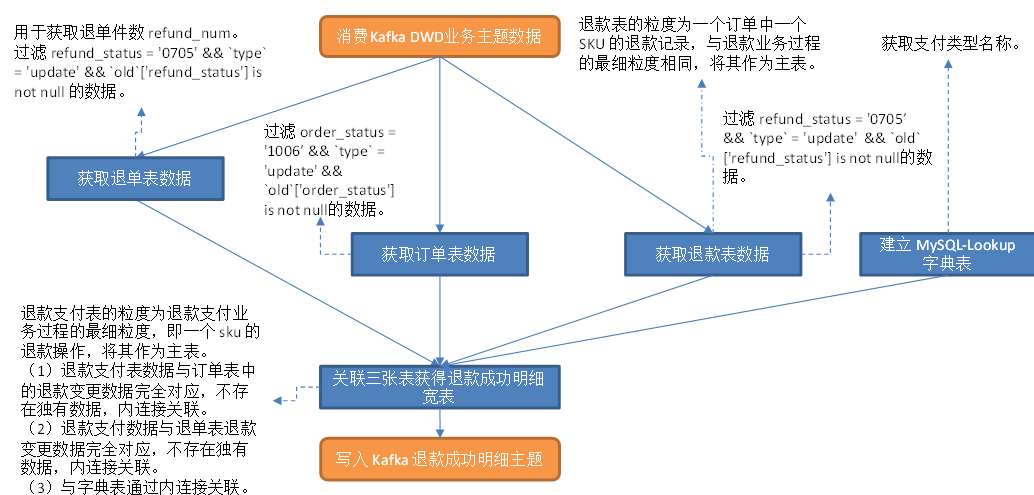 用于获取退单件数 refund_num。
过滤 refund_status = '0705' && `type`
= 'update' && `old`['refund_status'] is
not null 的数据。
消费Kafka DWD业务主题数据
退款表的粒度为一个订单中一个
SKU 的退款记录，与退款业务过程
的最细粒度相同，将其作为主表。
获取支付类型名称。
过滤 order_status =
'1006’ && `type` =
'update' &&
`old`['order_status']
is not null的数据。
过滤 refund_status = '0705’
&& `type` = 'update' && `old`
['refund_status'] is not null的数
据。
获取退单表数据
获取订单表数据
获取退款表数据
建立 MySQL-Lookup
字典表
退款支付表的粒度为退款支付业
务过程的最细粒度，即一个 sku 的
退款操作，将其作为主表。
（1）退款支付表数据与订单表中
的退款变更数据完全对应，不存
在独有数据，内连接关联。
（2）退款支付数据与退单表退款
变更数据完全对应，不存在独有
数据，内连接关联。
（3）与字典表通过内连接关联。
关联三张表获得退款成功明细
宽表
写入 Kafka 退款成功明细主题